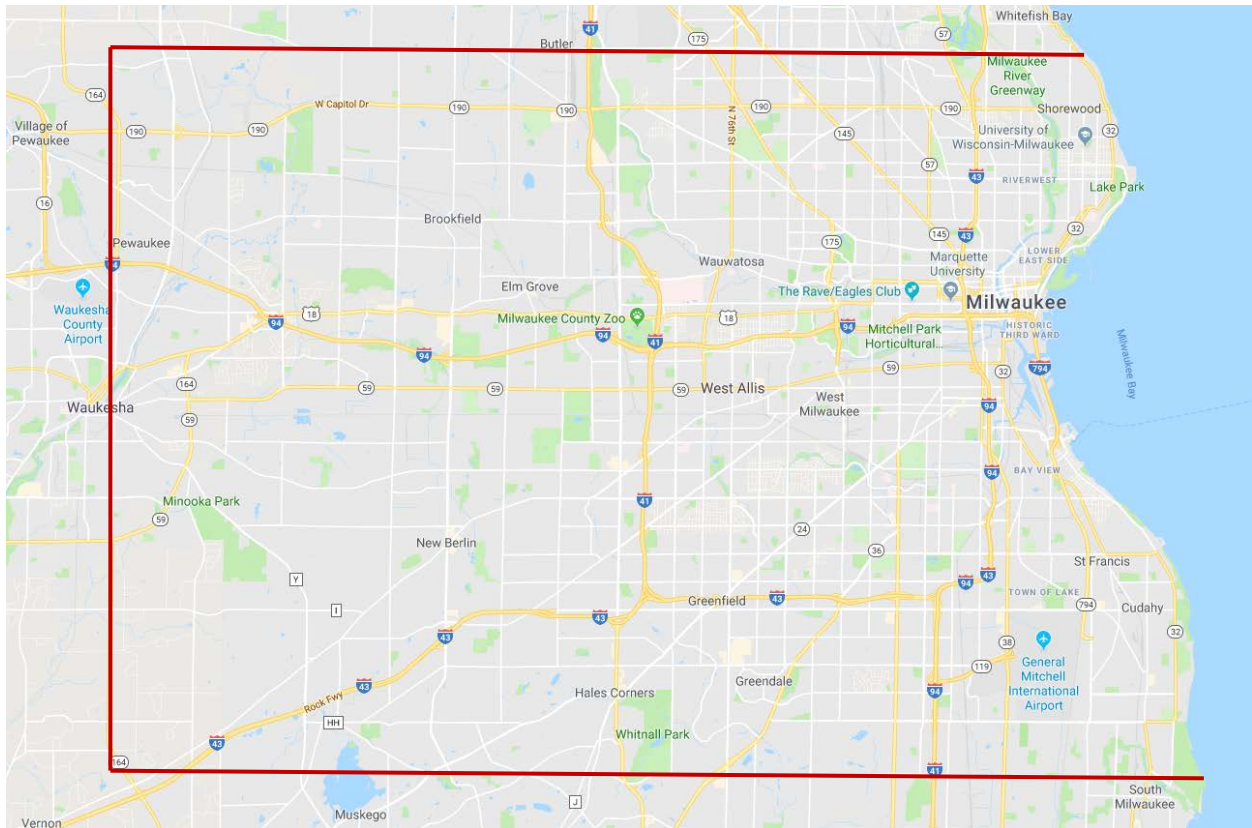 Whitefish Bay
41
57
175
Butler
Milwaukee
River
Greenway
164
W Capitol Dr
190
190
190
190
190
190
Shorewood
Village of
Pewaukee
N 76th St
145
32
University of
Wisconsin-Milwaukee
57
43
RIVERWEST
Lake Park
16
Brookfield
32
145
43
175
Pewaukee
LOWER
EAST SIDE
Marquette
University
Wauwatosa
Elm Grove
The Rave/Eagles Club
Milwaukee
Waukesha
County
Airport
18
Milwaukee County Zoo
18
94
94
94
94
41
Mitchell Park
Horticultural...
HISTORIC
THIRD WARD
Milwaukee Bay
794
59
32
164
59
59
59
West Allis
West
Milwaukee
Waukesha
94
59
BAY VIEW
94
Minooka Park
41
59
24
New Berlin
36
St Francis
Y
94
43
TOWN OF LAKE
I
43
43
Greenfield
43
794
Cudahy
32
38
119
General
Mitchell
International
Airport
Greendale
Hales Corners
43
94
Rock Fwy
HH
43
Whitnall Park
164
41
J
South
Milwaukee
Muskego
Vernon